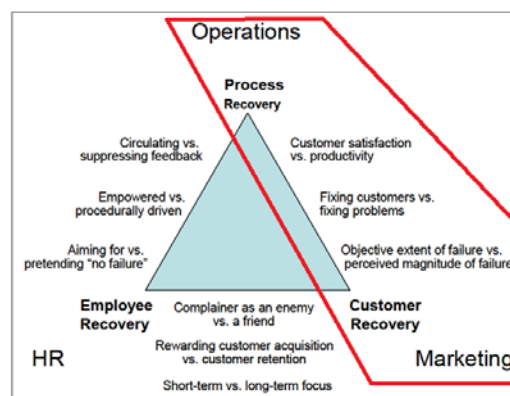 Operations
Process
Recovery
Circulating vs.
suppressing feedback
Customer satisfaction
vs. productivity
Empowered vs.
procedurally driven
Fixing customers vs.
fixing problems
Aiming for vs.
pretending “no failure”
Objective extent of failure vs.
perceived magnitude of failure
Employee
Recovery
Complainer as an enemy
vs. a friend
Customer
Recovery
Rewarding customer acquisition
vs. customer retention
HR
Marketing
Short-term vs. long-term focus